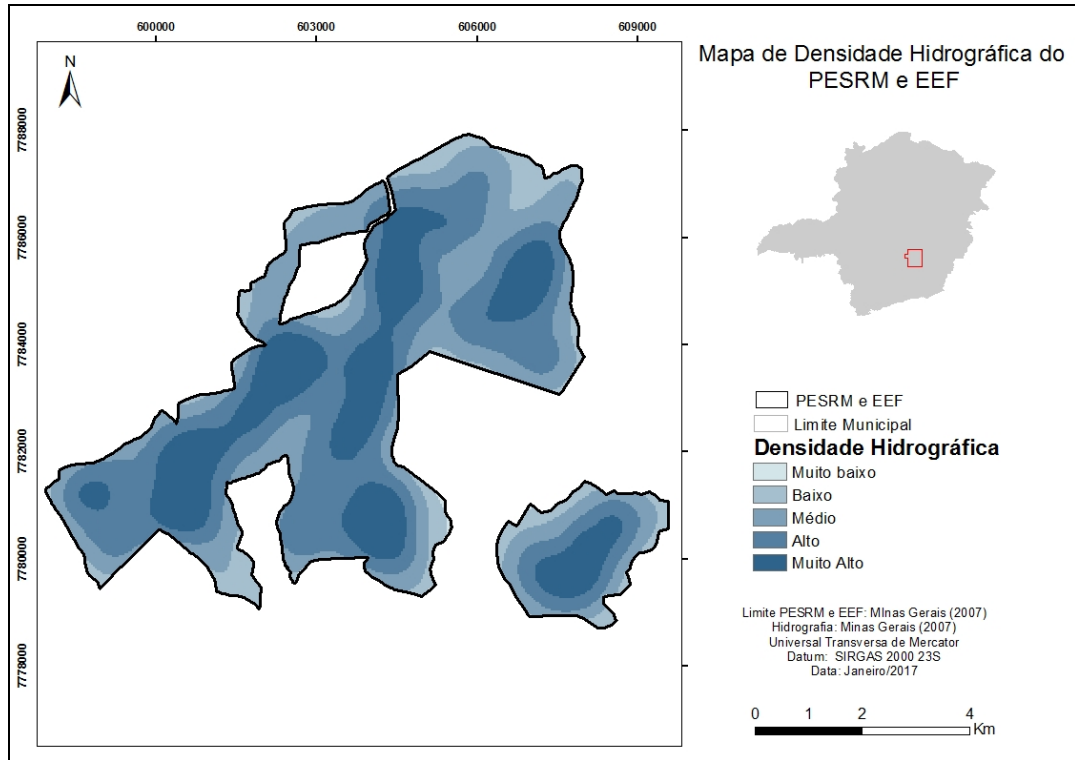 600000
603000
606000
609000
N
7788000
7786000
7784000
7782000
7780000
7778000
Mapa de Densidade Hidrográfica do
PESRM e EEF
PESRM e EEF
Limite Municipal
Densidade Hidrográfica
Muito baixo
Baixo
Médio
Alto
Muito Alto
Limite PESRM e EEF: MInas Gerais (2007)
Hidrografia: Minas Gerais (2007)
Universal Transversa de Mercator
Datum: SIRGAS 2000 23S
Data: Janeiro/2017
0 1 2 4
Km